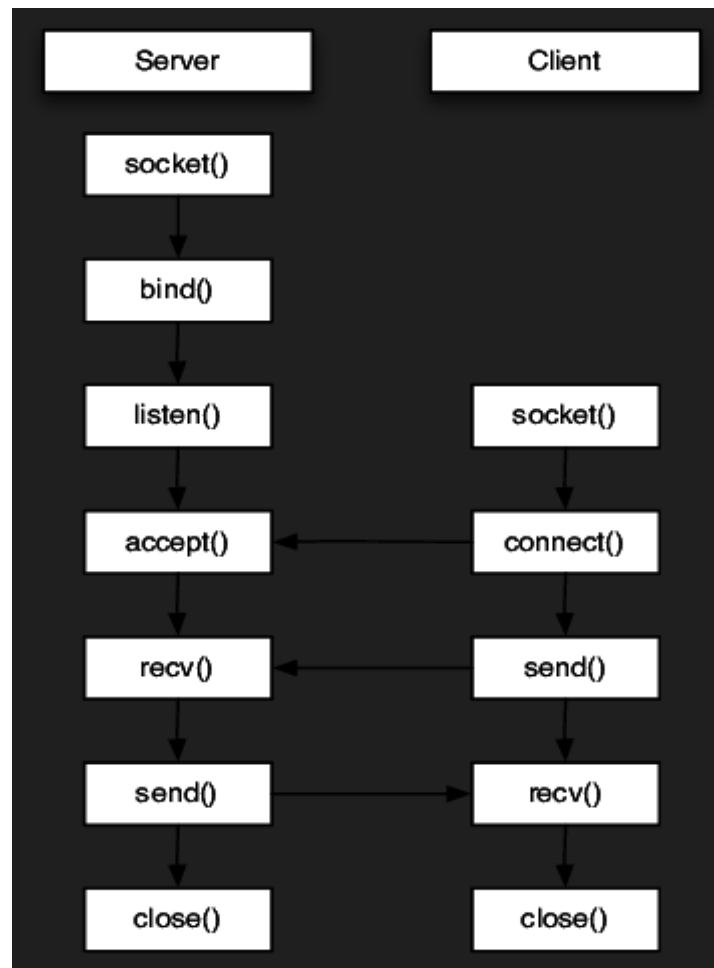 Server
Client
socket()
bind()
listen()
socket()
accept()
connect()
recv()
send()
send()
recv()
close()
close()